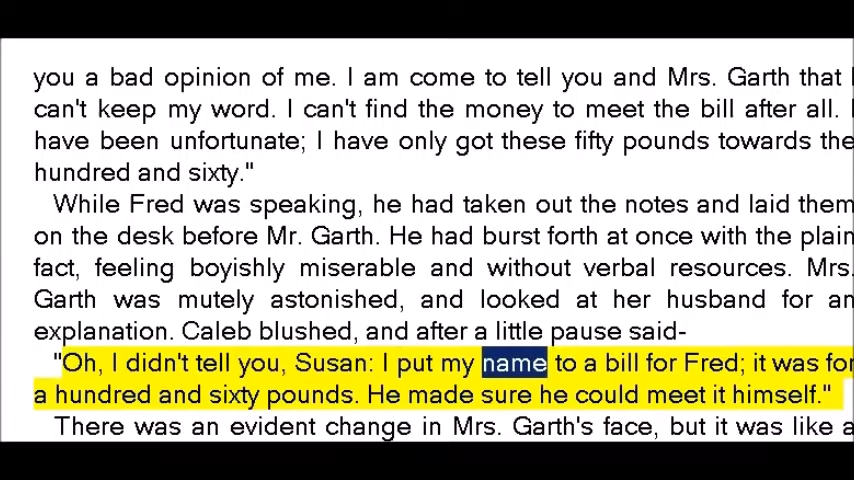 you a bad opinion of me. I am come to tell you and Mrs. Garth that I
can't keep my word. I can't find the money to meet the bill after all. I
have been unfortunate; I have only got these fifty pounds towards the
hundred and sixty."
While Fred was speaking, he had taken out the notes and laid them
on the desk before Mr. Garth. He had burst forth at once with the plain
fact, feeling boyishly miserable and without verbal resources. Mrs.
Garth was mutely astonished, and looked at her husband for an
explanation. Caleb blushed, and after a little pause said-
"Oh, I didn't tell you, Susan: I put my name to a bill for Fred; it was for
a hundred and sixty pounds. He made sure he could meet it himself."
There was an evident change in Mrs. Garth's face, but it was like a